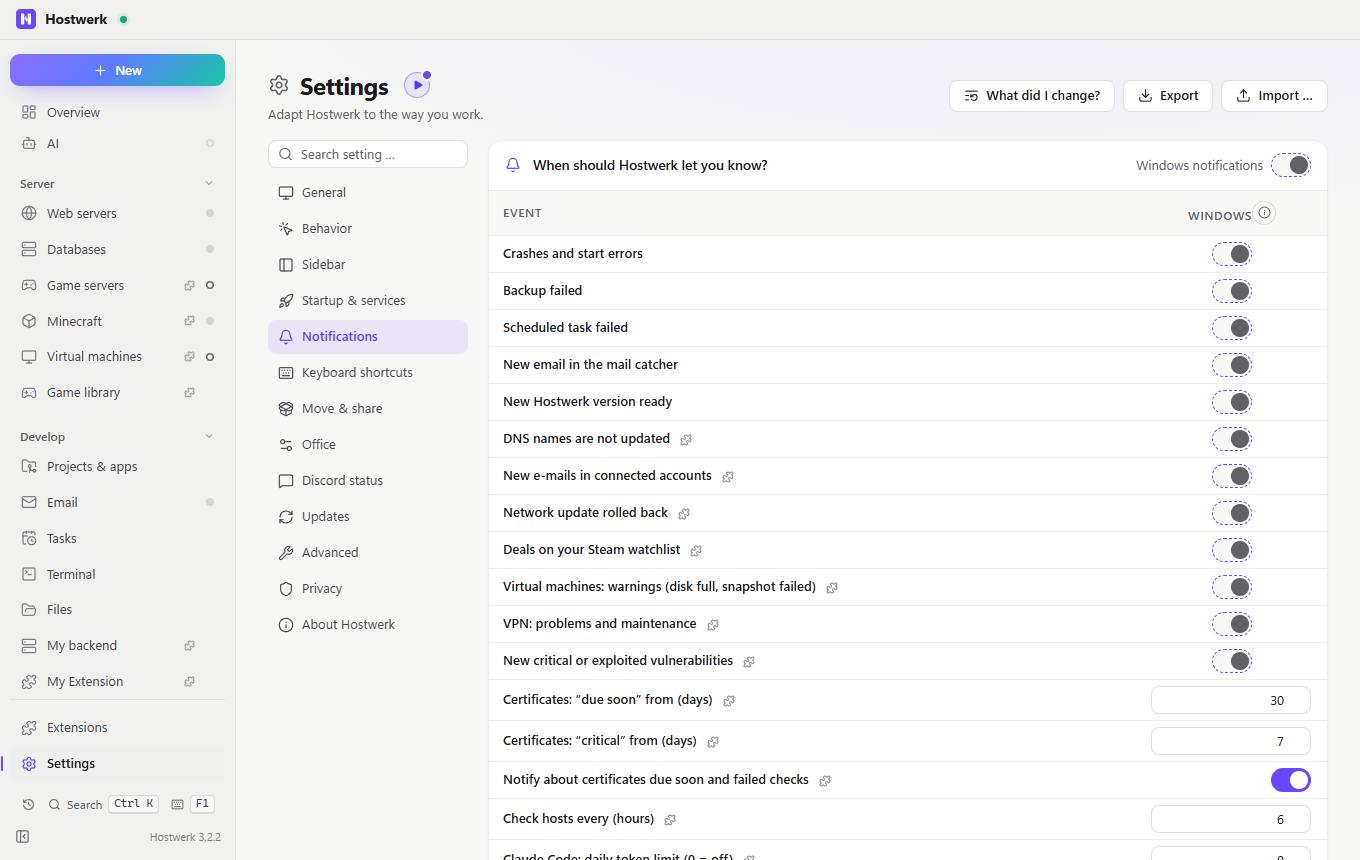 Hostwerk
New
Overview
AI
Server
Web servers
Databases
Game servers
Minecraft
Virtual machines
Game library
Develop
Projects & apps
Email
Tasks
Terminal
Files
My backend
My Extension
Extensions
Settings
Search Ctrl K F1
Hostwerk 3.2.2
Settings
Adapt Hostwerk to the way you work.
What did I change?
Export
Import ...
Search setting ...
General
Behavior
Sidebar
Startup & services
Notifications
Keyboard shortcuts
Move & share
Office
Discord status
Updates
Advanced
Privacy
About Hostwerk
When should Hostwerk let you know? Windows notifications
EVENT WINDOWS
Crashes and start errors
Backup failed
Scheduled task failed
New email in the mail catcher
New Hostwerk version ready
DNS names are not updated
New e-mails in connected accounts
Network update rolled back
Deals on your Steam watchlist
Virtual machines: warnings (disk full, snapshot failed)
VPN: problems and maintenance
New critical or exploited vulnerabilities
Certificates: “due soon” from (days) 30
Certificates: “critical” from (days) 7
Notify about certificates due soon and failed checks
Check hosts every (hours) 6
Claude Code: daily token limit (0 = off) 0